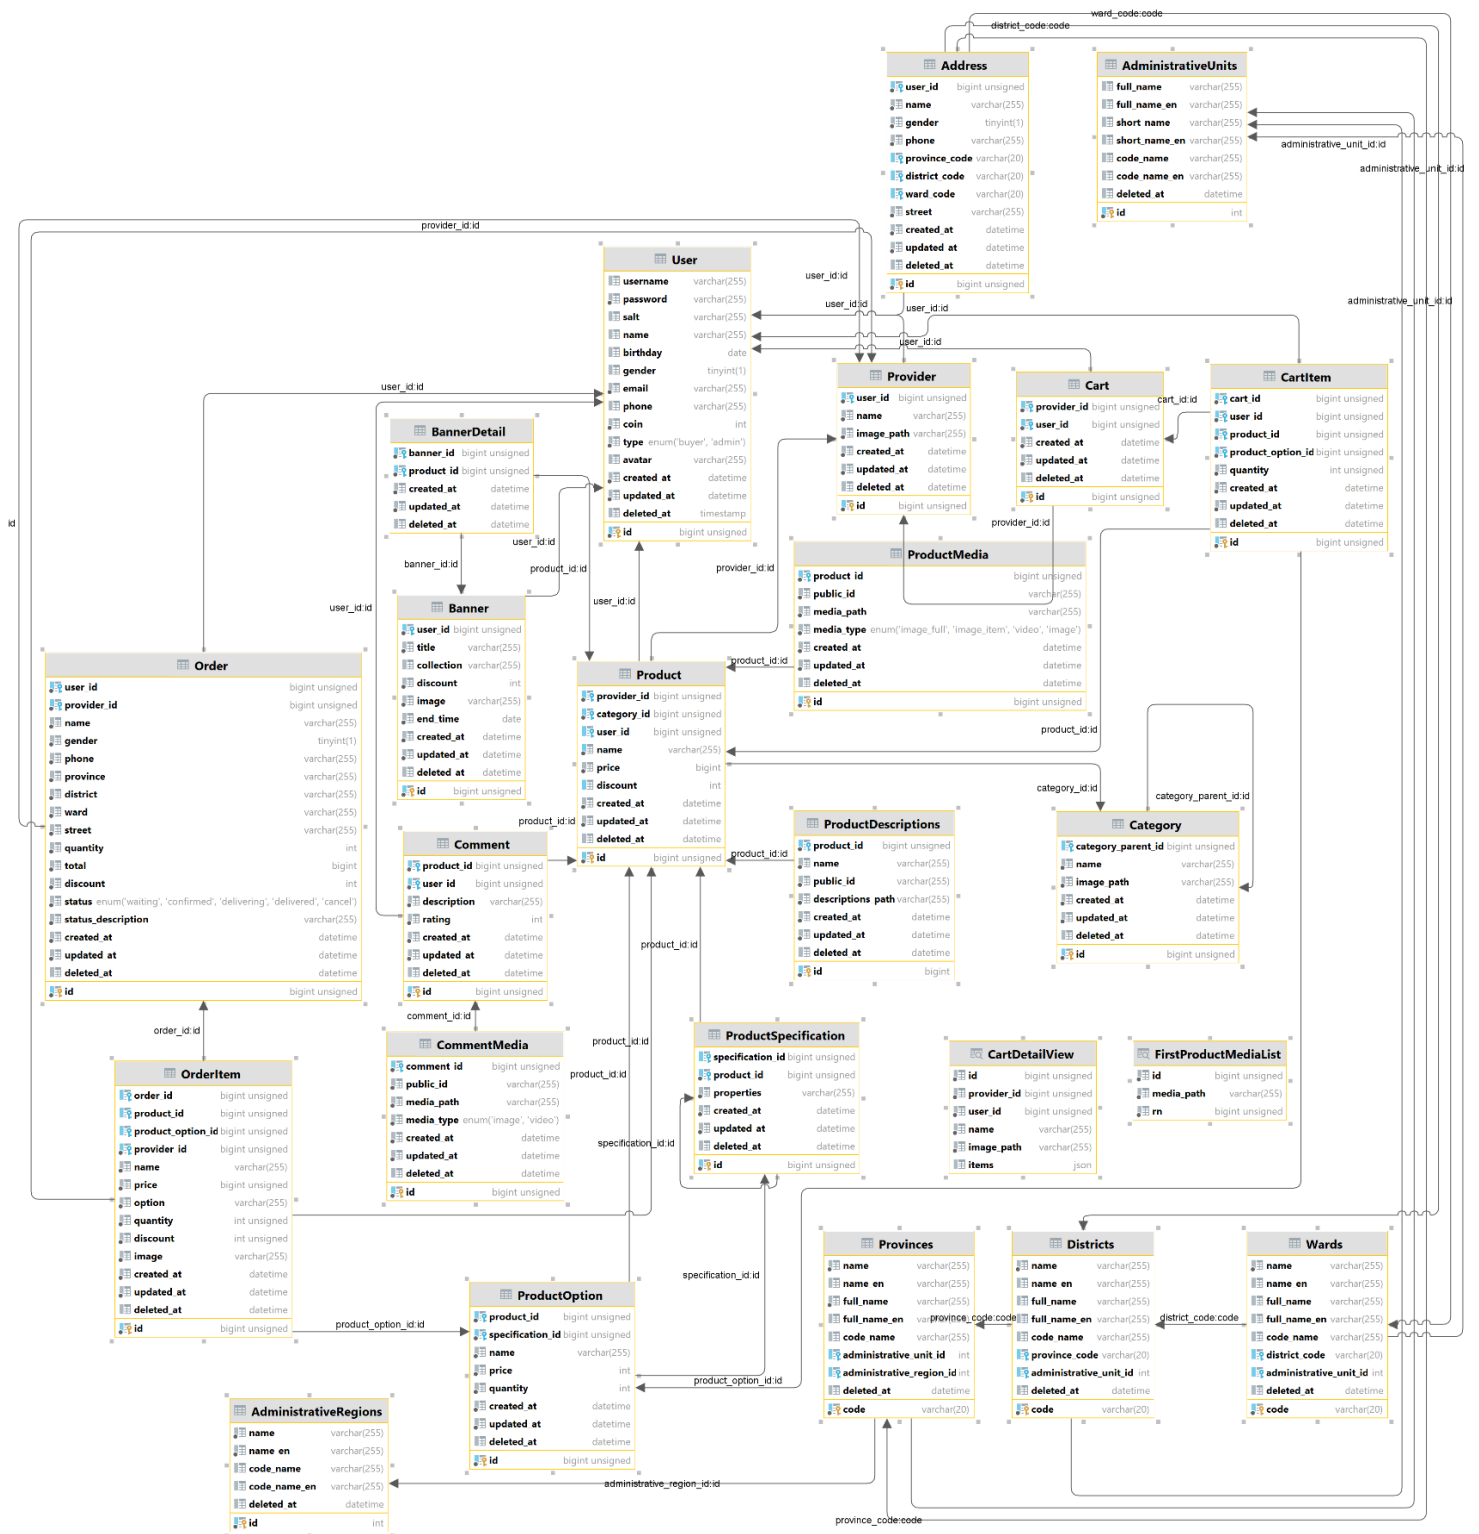 ward_code:code
district_code:code
Address
user_id bigint unsigned
name varchar(255)
gender tinyint(1)
phone varchar(255)
province_code varchar(20)
district_code varchar(20)
ward_code varchar(20)
street varchar(255)
created_at datetime
updated_at datetime
deleted_at datetime
id bigint unsigned
AdministrativeUnits
full_name varchar(255)
full_name_en varchar(255)
short_name varchar(255)
short_name_en varchar(255)
code_name varchar(255)
code_name_en varchar(255)
deleted_at datetime
id int
administrative_unit_id:id
administrative_unit_id:id
administrative_unit_id:id
provider_id:id
id
User
username varchar(255)
password varchar(255)
salt varchar(255)
name varchar(255)
birthday date
gender tinyint(1)
email varchar(255)
phone varchar(255)
coin int
type enum('buyer', 'admin')
avatar varchar(255)
created_at datetime
updated_at datetime
deleted_at timestamp
id bigint unsigned
user_id:id
user_id:id
user_id:id
user_id:id
Provider
user_id bigint unsigned
name varchar(255)
image_path varchar(255)
created_at datetime
updated_at datetime
deleted_at datetime
id bigint unsigned
Cart
provider_id bigint unsigned
user_id bigint unsigned
created_at datetime
updated_at datetime
deleted_at datetime
id bigint unsigned
cart_id:id
provider_id:id
CartItem
cart_id bigint unsigned
user_id bigint unsigned
product_id bigint unsigned
product_option_id bigint unsigned
quantity int unsigned
created_at datetime
updated_at datetime
deleted_at datetime
id bigint unsigned
user_id:id
BannerDetail
banner_id bigint unsigned
product_id bigint unsigned
created_at datetime
updated_at datetime
deleted_at datetime
user_id:id
banner_id:id
product_id:id
provider_id:id
user_id:id
user_id:id
Banner
user_id bigint unsigned
title varchar(255)
collection varchar(255)
discount int
image varchar(255)
end_time date
created_at datetime
updated_at datetime
deleted_at datetime
id bigint unsigned
ProductMedia
product_id bigint unsigned
public_id varchar(255)
media_path varchar(255)
media_type enum('image_full', 'image_item', 'video', 'image')
created_at datetime
updated_at datetime
deleted_at datetime
id bigint unsigned
product_id:id
product_id:id
Order
user_id bigint unsigned
provider_id bigint unsigned
name varchar(255)
gender tinyint(1)
phone varchar(255)
province varchar(255)
district varchar(255)
ward varchar(255)
street varchar(255)
quantity int
total bigint
discount int
status enum('waiting', 'confirmed', 'delivering', 'delivered', 'cancel')
status_description varchar(255)
created_at datetime
updated_at datetime
deleted_at datetime
id bigint unsigned
Product
provider_id bigint unsigned
category_id bigint unsigned
user_id bigint unsigned
name varchar(255)
price bigint
discount int
created_at datetime
updated_at datetime
deleted_at datetime
id bigint unsigned
category_id:id
category_parent_id:id
product_id:id
product_id:id
Comment
product_id bigint unsigned
user_id bigint unsigned
description varchar(255)
rating int
created_at datetime
updated_at datetime
deleted_at datetime
id bigint unsigned
ProductDescriptions
product_id bigint unsigned
name varchar(255)
public_id varchar(255)
descriptions_path varchar(255)
created_at datetime
updated_at datetime
deleted_at datetime
id bigint
Category
category_parent_id bigint unsigned
name varchar(255)
image_path varchar(255)
created_at datetime
updated_at datetime
deleted_at datetime
id bigint unsigned
product_id:id
order_id:id
comment_id:id
product_id:id
product_id:id
OrderItem
order_id bigint unsigned
product_id bigint unsigned
product_option_id bigint unsigned
provider_id bigint unsigned
name varchar(255)
price bigint unsigned
option varchar(255)
quantity int unsigned
discount int unsigned
image varchar(255)
created_at datetime
updated_at datetime
deleted_at datetime
id bigint unsigned
CommentMedia
comment_id bigint unsigned
public_id varchar(255)
media_path varchar(255)
media_type enum('image', 'video')
created_at datetime
updated_at datetime
deleted_at datetime
id bigint unsigned
ProductSpecification
specification_id bigint unsigned
product_id bigint unsigned
properties varchar(255)
created_at datetime
updated_at datetime
deleted_at datetime
id bigint unsigned
specification_id:id
CartDetailView
id bigint unsigned
provider_id bigint unsigned
user_id bigint unsigned
name varchar(255)
image_path varchar(255)
items json
FirstProductMediaList
id bigint unsigned
media_path varchar(255)
rn bigint unsigned
specification_id:id
product_option_id:id
product_option_id:id
ProductOption
product_id bigint unsigned
specification_id bigint unsigned
name varchar(255)
price int
quantity int
created_at datetime
updated_at datetime
deleted_at datetime
id bigint unsigned
Provinces
name varchar(255)
name_en varchar(255)
full_name varchar(255)
full_name_en varchar(255)
code_name varchar(255)
administrative_unit_id int
administrative_region_id int
deleted_at datetime
code varchar(20)
province_code:code
Districts
name varchar(255)
name_en varchar(255)
full_name varchar(255)
full_name_en varchar(255)
code_name varchar(255)
province_code varchar(20)
administrative_unit_id int
deleted_at datetime
code varchar(20)
district_code:code
Wards
name varchar(255)
name_en varchar(255)
full_name varchar(255)
full_name_en varchar(255)
code_name varchar(255)
district_code varchar(20)
administrative_unit_id int
deleted_at datetime
code varchar(20)
AdministrativeRegions
name varchar(255)
name_en varchar(255)
code_name varchar(255)
code_name_en varchar(255)
deleted_at datetime
id int
administrative_region_id:id
province_code:code